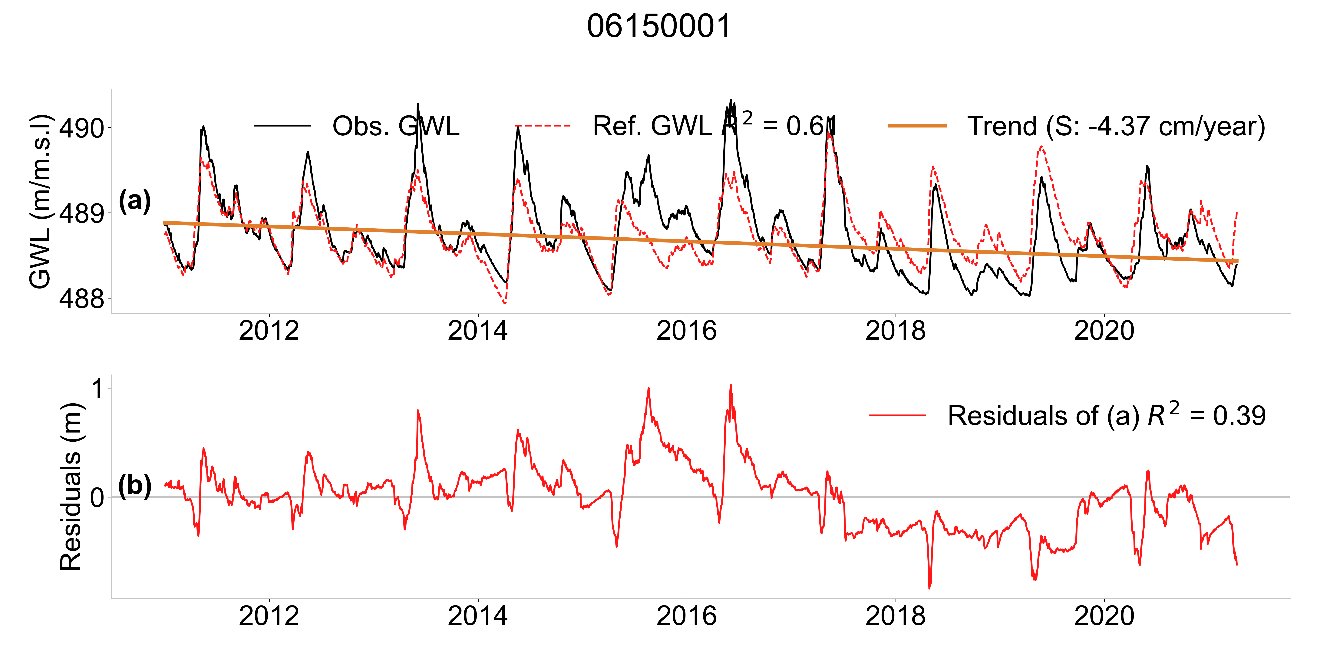 06150001
GWL (m/m.s.l)
490
489
488
(a)
Obs. GWL
Ref. GWL R² = 0.61
Trend (S: -4.37 cm/year)
2012 2014 2016 2018 2020
Residuals (m)
1
0
(b)
Residuals of (a) R² = 0.39
2012 2014 2016 2018 2020